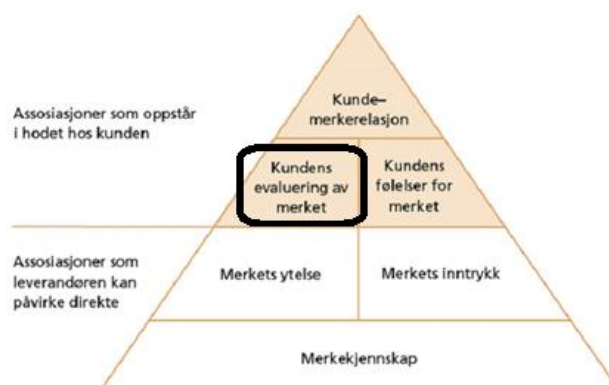 Kunde–
merkerelasjon
Assosiasjoner som oppstår
i hodet hos kunden
Kundens
evaluering av
merket
Kundens
følelser for
merket
Assosiasjoner som
leverandøren kan
påvirke direkte
Merkets ytelse
Merkets inntrykk
Merkekjennskap